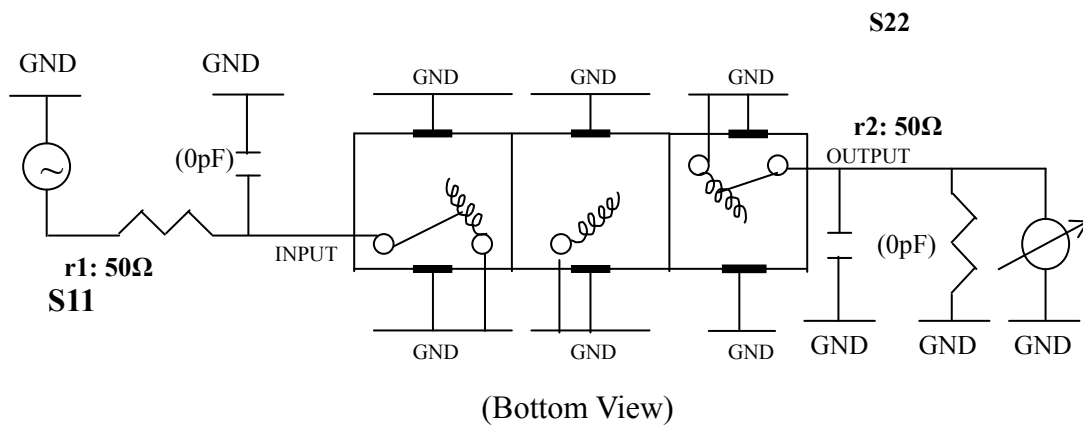 S22
GND
GND
GND
GND
GND
r2: 50Ω
(0pF)
OUTPUT
INPUT
(0pF)
r1: 50Ω
S11
GND
GND
GND
GND
GND
GND
(Bottom View)